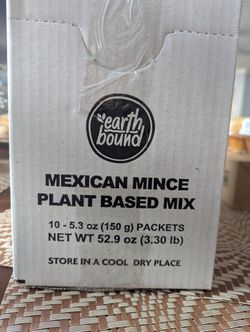 earth
bound
MEXICAN MINCE
PLANT BASED MIX
10 - 5.3 oz (150 g) PACKETS
NET WT 52.9 oz (3.30 lb)
STORE IN A COOL DRY PLACE